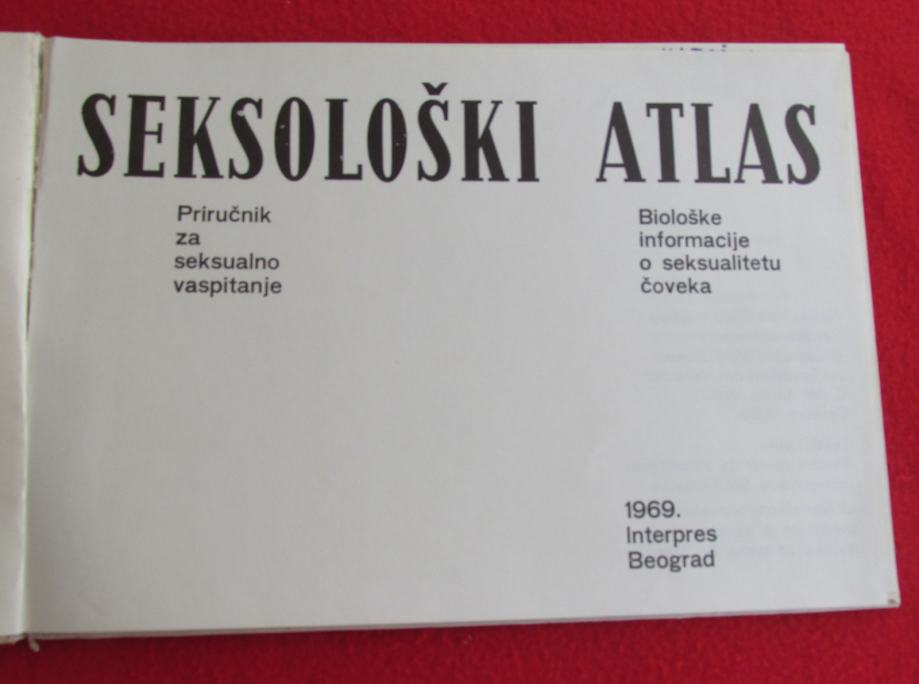 SEKSOLOŠKI ATLAS
Priručnik
za
seksualno
vaspitanje
Biološke
informacije
o seksualitetu
čoveka
1969.
Interpres
Beograd